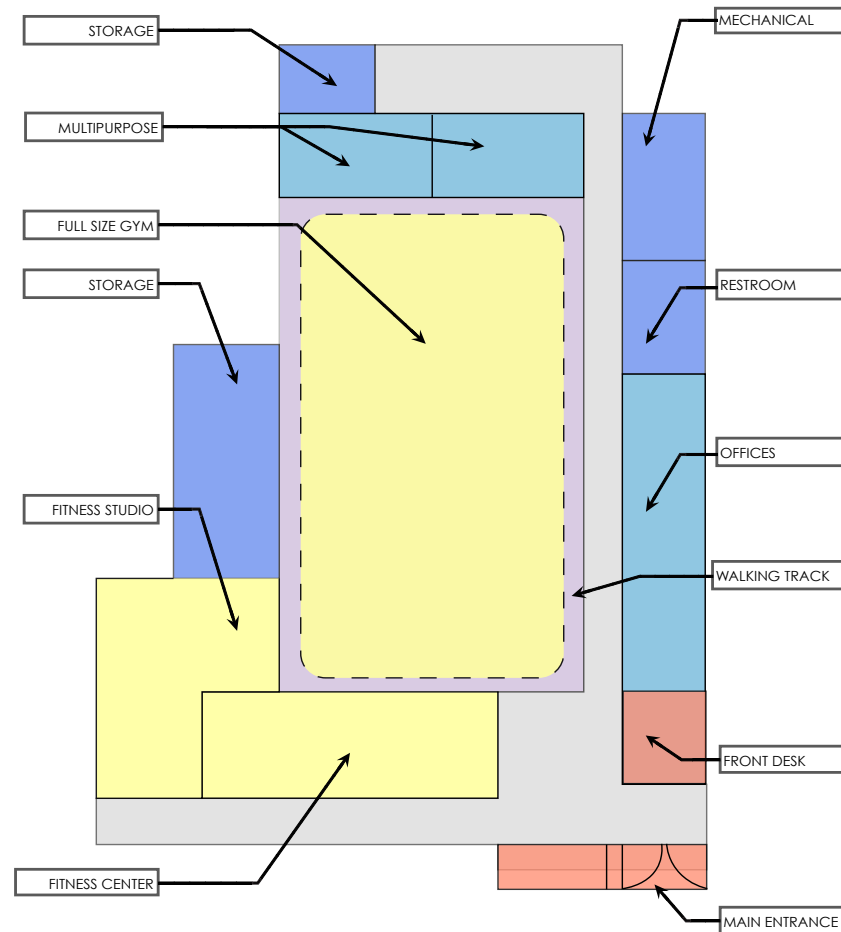 STORAGE
MECHANICAL
MULTIPURPOSE
FULL SIZE GYM
STORAGE
RESTROOM
OFFICES
FITNESS STUDIO
WALKING TRACK
FRONT DESK
FITNESS CENTER
MAIN ENTRANCE